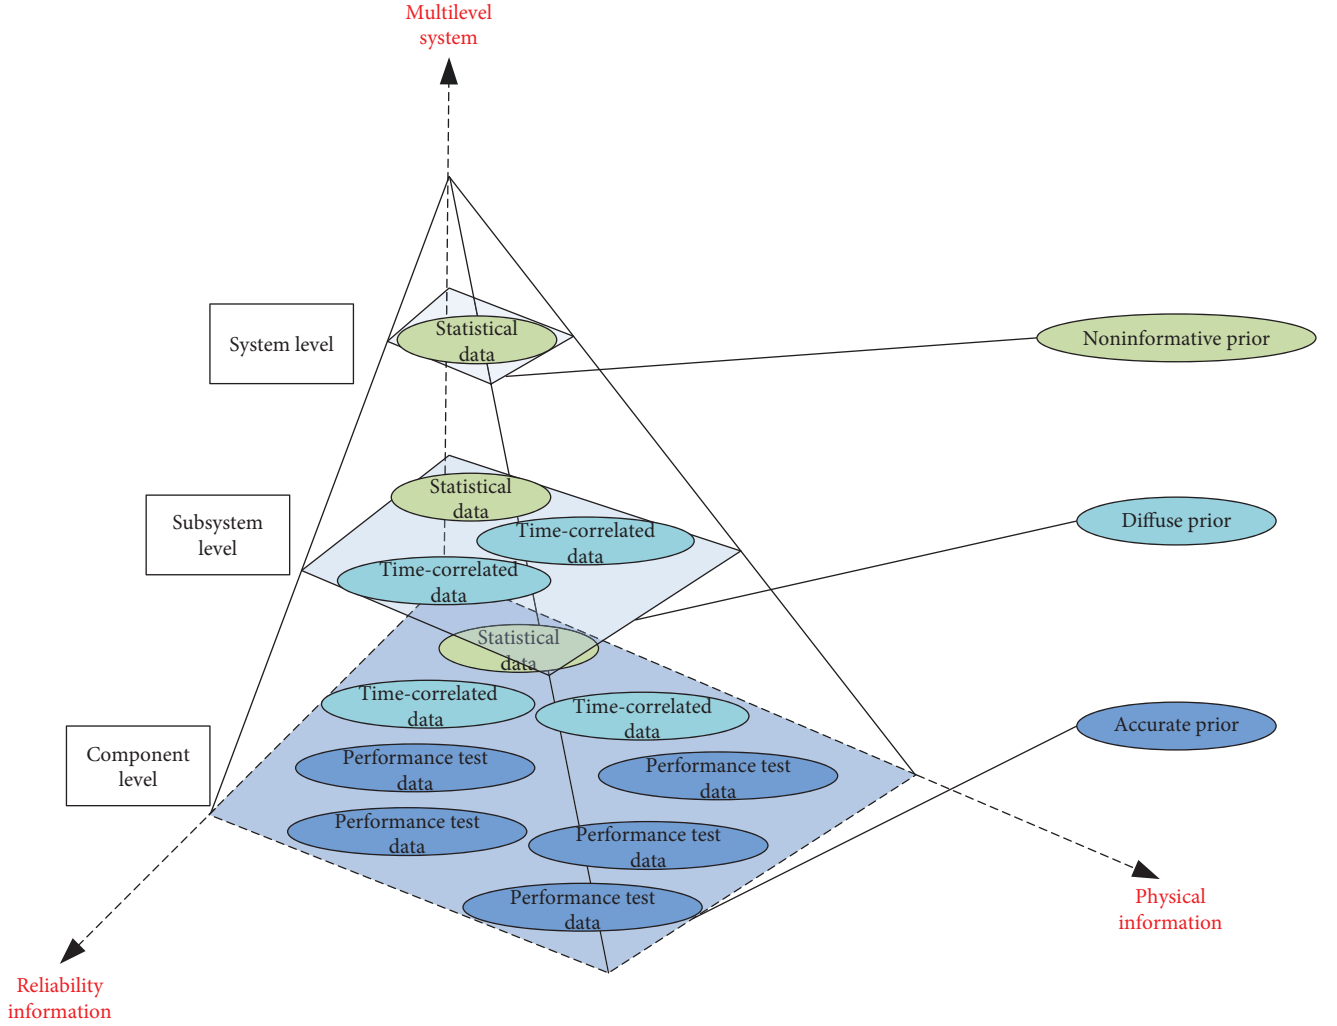 Multilevel
system
System level
Statistical
data
Noninformative prior
Subsystem
level
Statistical
data
Time-correlated
data
Time-correlated
data
Diffuse prior
Statistical
data
Component
level
Time-correlated
data
Time-correlated
data
Accurate prior
Performance test
data
Performance test
data
Performance test
data
Performance test
data
Performance test
data
Physical
information
Reliability
information